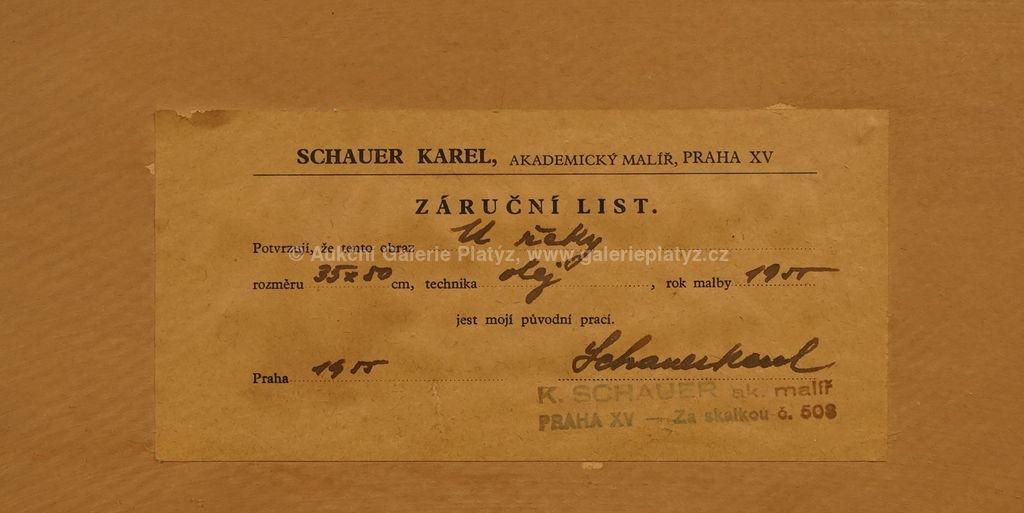 SCHAUER KAREL, AKADEMICKÝ MALÍŘ, PRAHA XV
ZÁRUČNÍ LIST.
Potvrzuji, že tento obraz U řeky
© Aukční Galerie Platýz, www.galerieplatyz.cz
rozměru 35x50 cm, technika olej, rok malby 1955
jest mojí původní prací.
Praha 1955 Schauer Karel
K. SCHAUER ak. malíř
PRAHA XV — Za skalkou č. 508